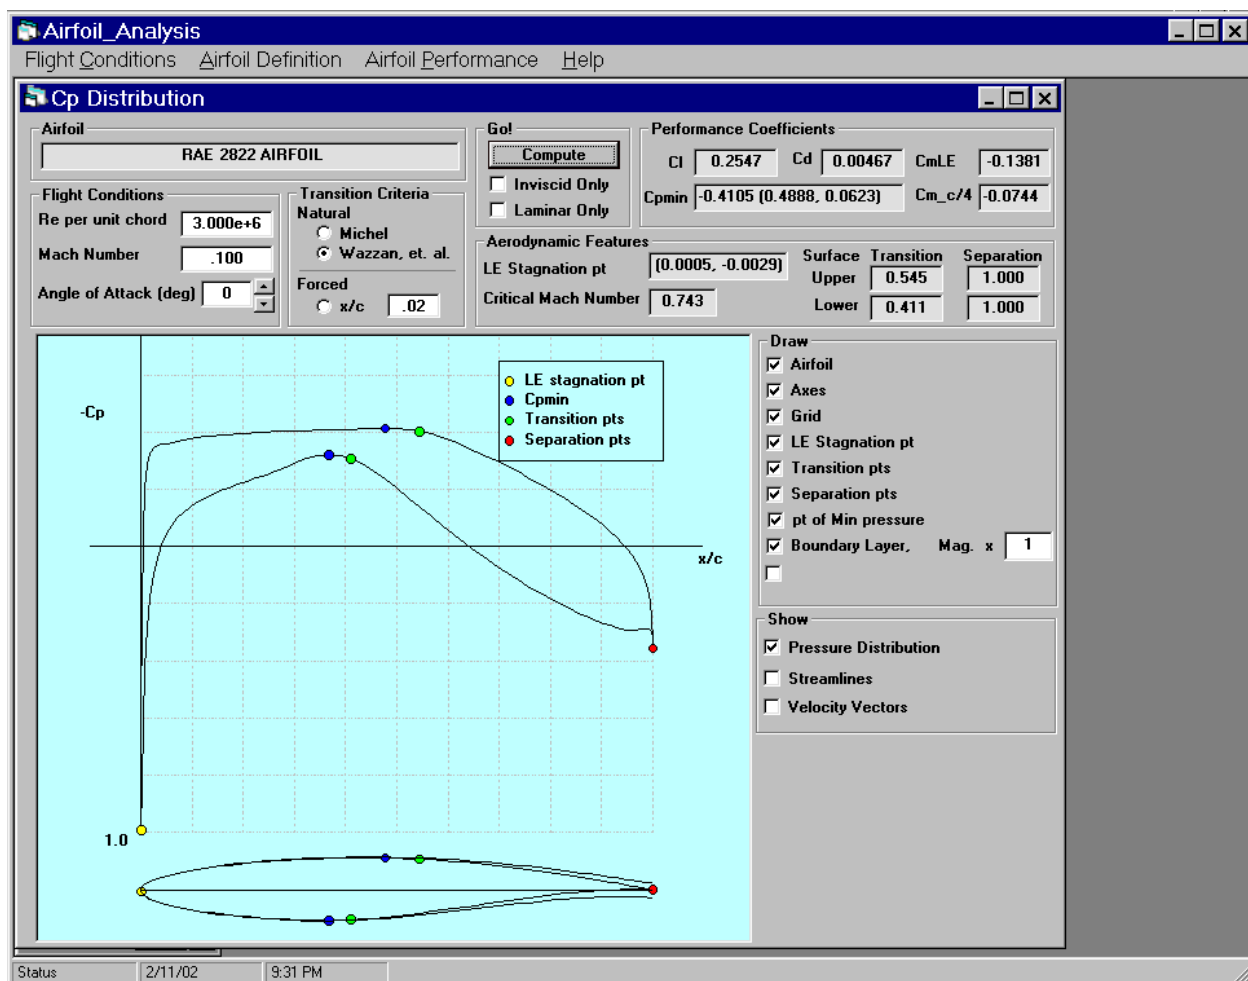 Airfoil_Analysis
Flight Conditions Airfoil Definition Airfoil Performance Help
Cp Distribution
Airfoil
RAE 2822 AIRFOIL
Flight Conditions
Re per unit chord 3.000e+6
Mach Number .100
Angle of Attack (deg) 0
Transition Criteria
Natural
Michel
Wazzan, et. al.
Forced
x/c .02
Go!
Compute
Inviscid Only
Laminar Only
Performance Coefficients
Cl 0.2547 Cd 0.00467 CmLE -0.1381
Cpmin -0.4105 (0.4888, 0.0623) Cm_c/4 -0.0744
Aerodynamic Features
LE Stagnation pt (0.0005, -0.0029)
Critical Mach Number 0.743
Surface Transition Separation
Upper 0.545 1.000
Lower 0.411 1.000
-Cp
LE stagnation pt
Cpmin
Transition pts
Separation pts
x/c
1.0
Draw
Airfoil
Axes
Grid
LE Stagnation pt
Transition pts
Separation pts
pt of Min pressure
Boundary Layer, Mag. x 1
Show
Pressure Distribution
Streamlines
Velocity Vectors
Status 2/11/02 9:31 PM